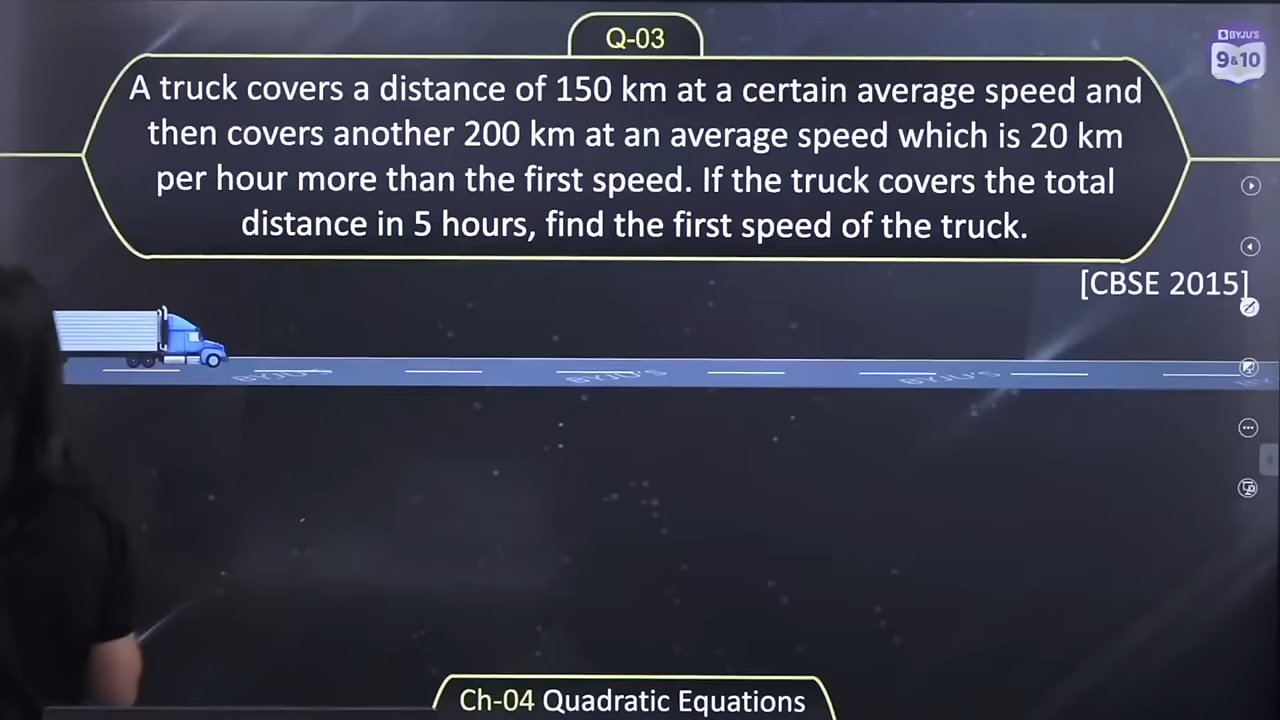 Q-03
BYJU'S
9&10
A truck covers a distance of 150 km at a certain average speed and
then covers another 200 km at an average speed which is 20 km
per hour more than the first speed. If the truck covers the total
distance in 5 hours, find the first speed of the truck.
[CBSE 2015]
BYJU'S BYJU'S BYJU'S
Ch-04 Quadratic Equations